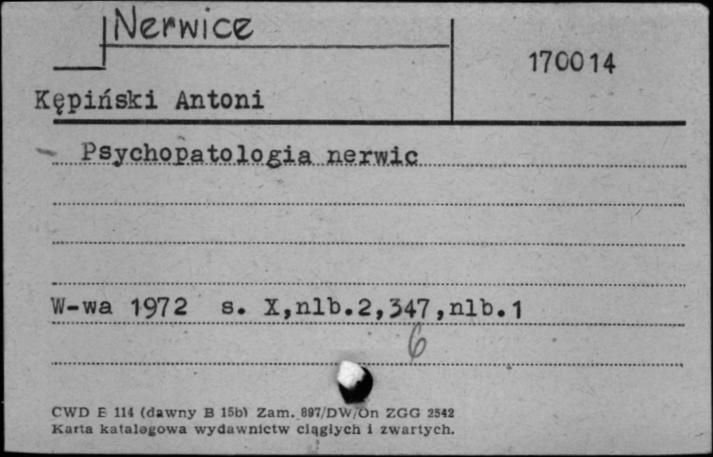 Nerwice
170014
Kępiński Antoni
Psychopatologia nerwic
W-wa 1972 s. X,nlb.2,347,nlb.1
6
CWD E 114 (dawny B 15b) Zam. 897/DW/On ZGG 2542
Karta katalogowa wydawnictw ciągłych i zwartych.